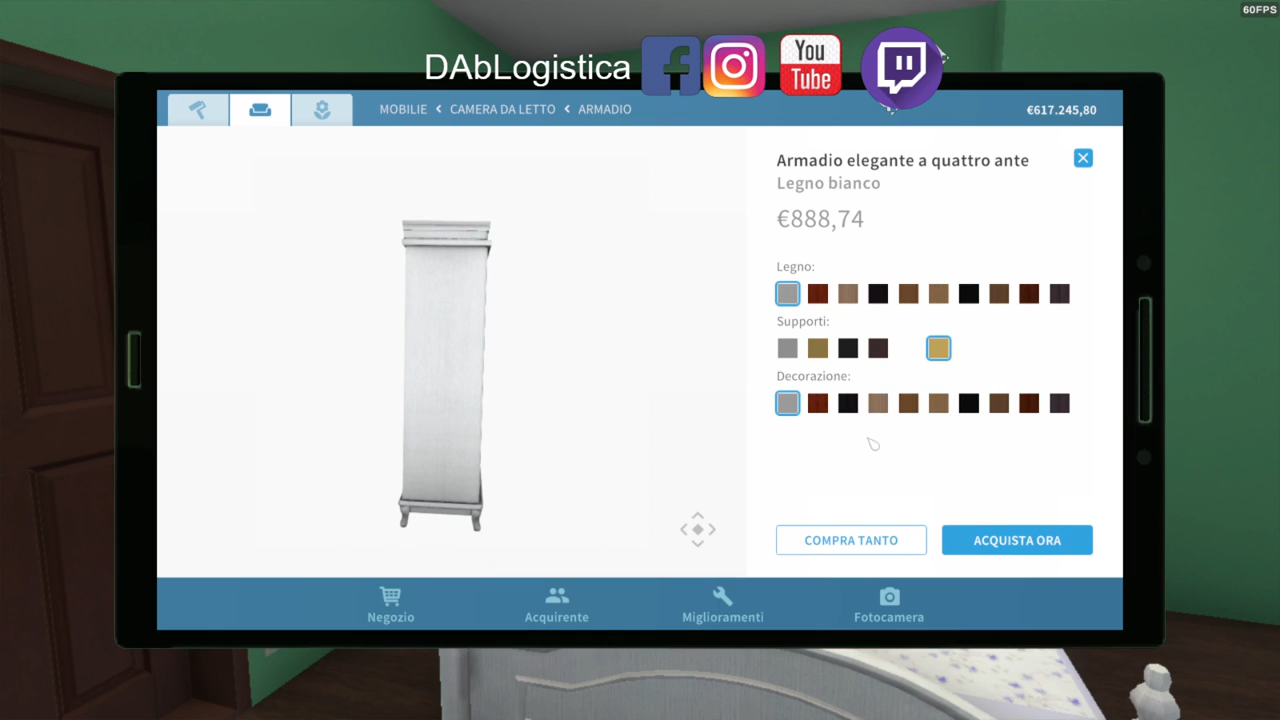 60FPS
DAbLogistica
You
Tube
MOBILIE < CAMERA DA LETTO < ARMADIO
€617.245,80
Armadio elegante a quattro ante
Legno bianco
€888,74
Legno:
Supporti:
Decorazione:
COMPRA TANTO
ACQUISTA ORA
Negozio
Acquirente
Miglioramenti
Fotocamera